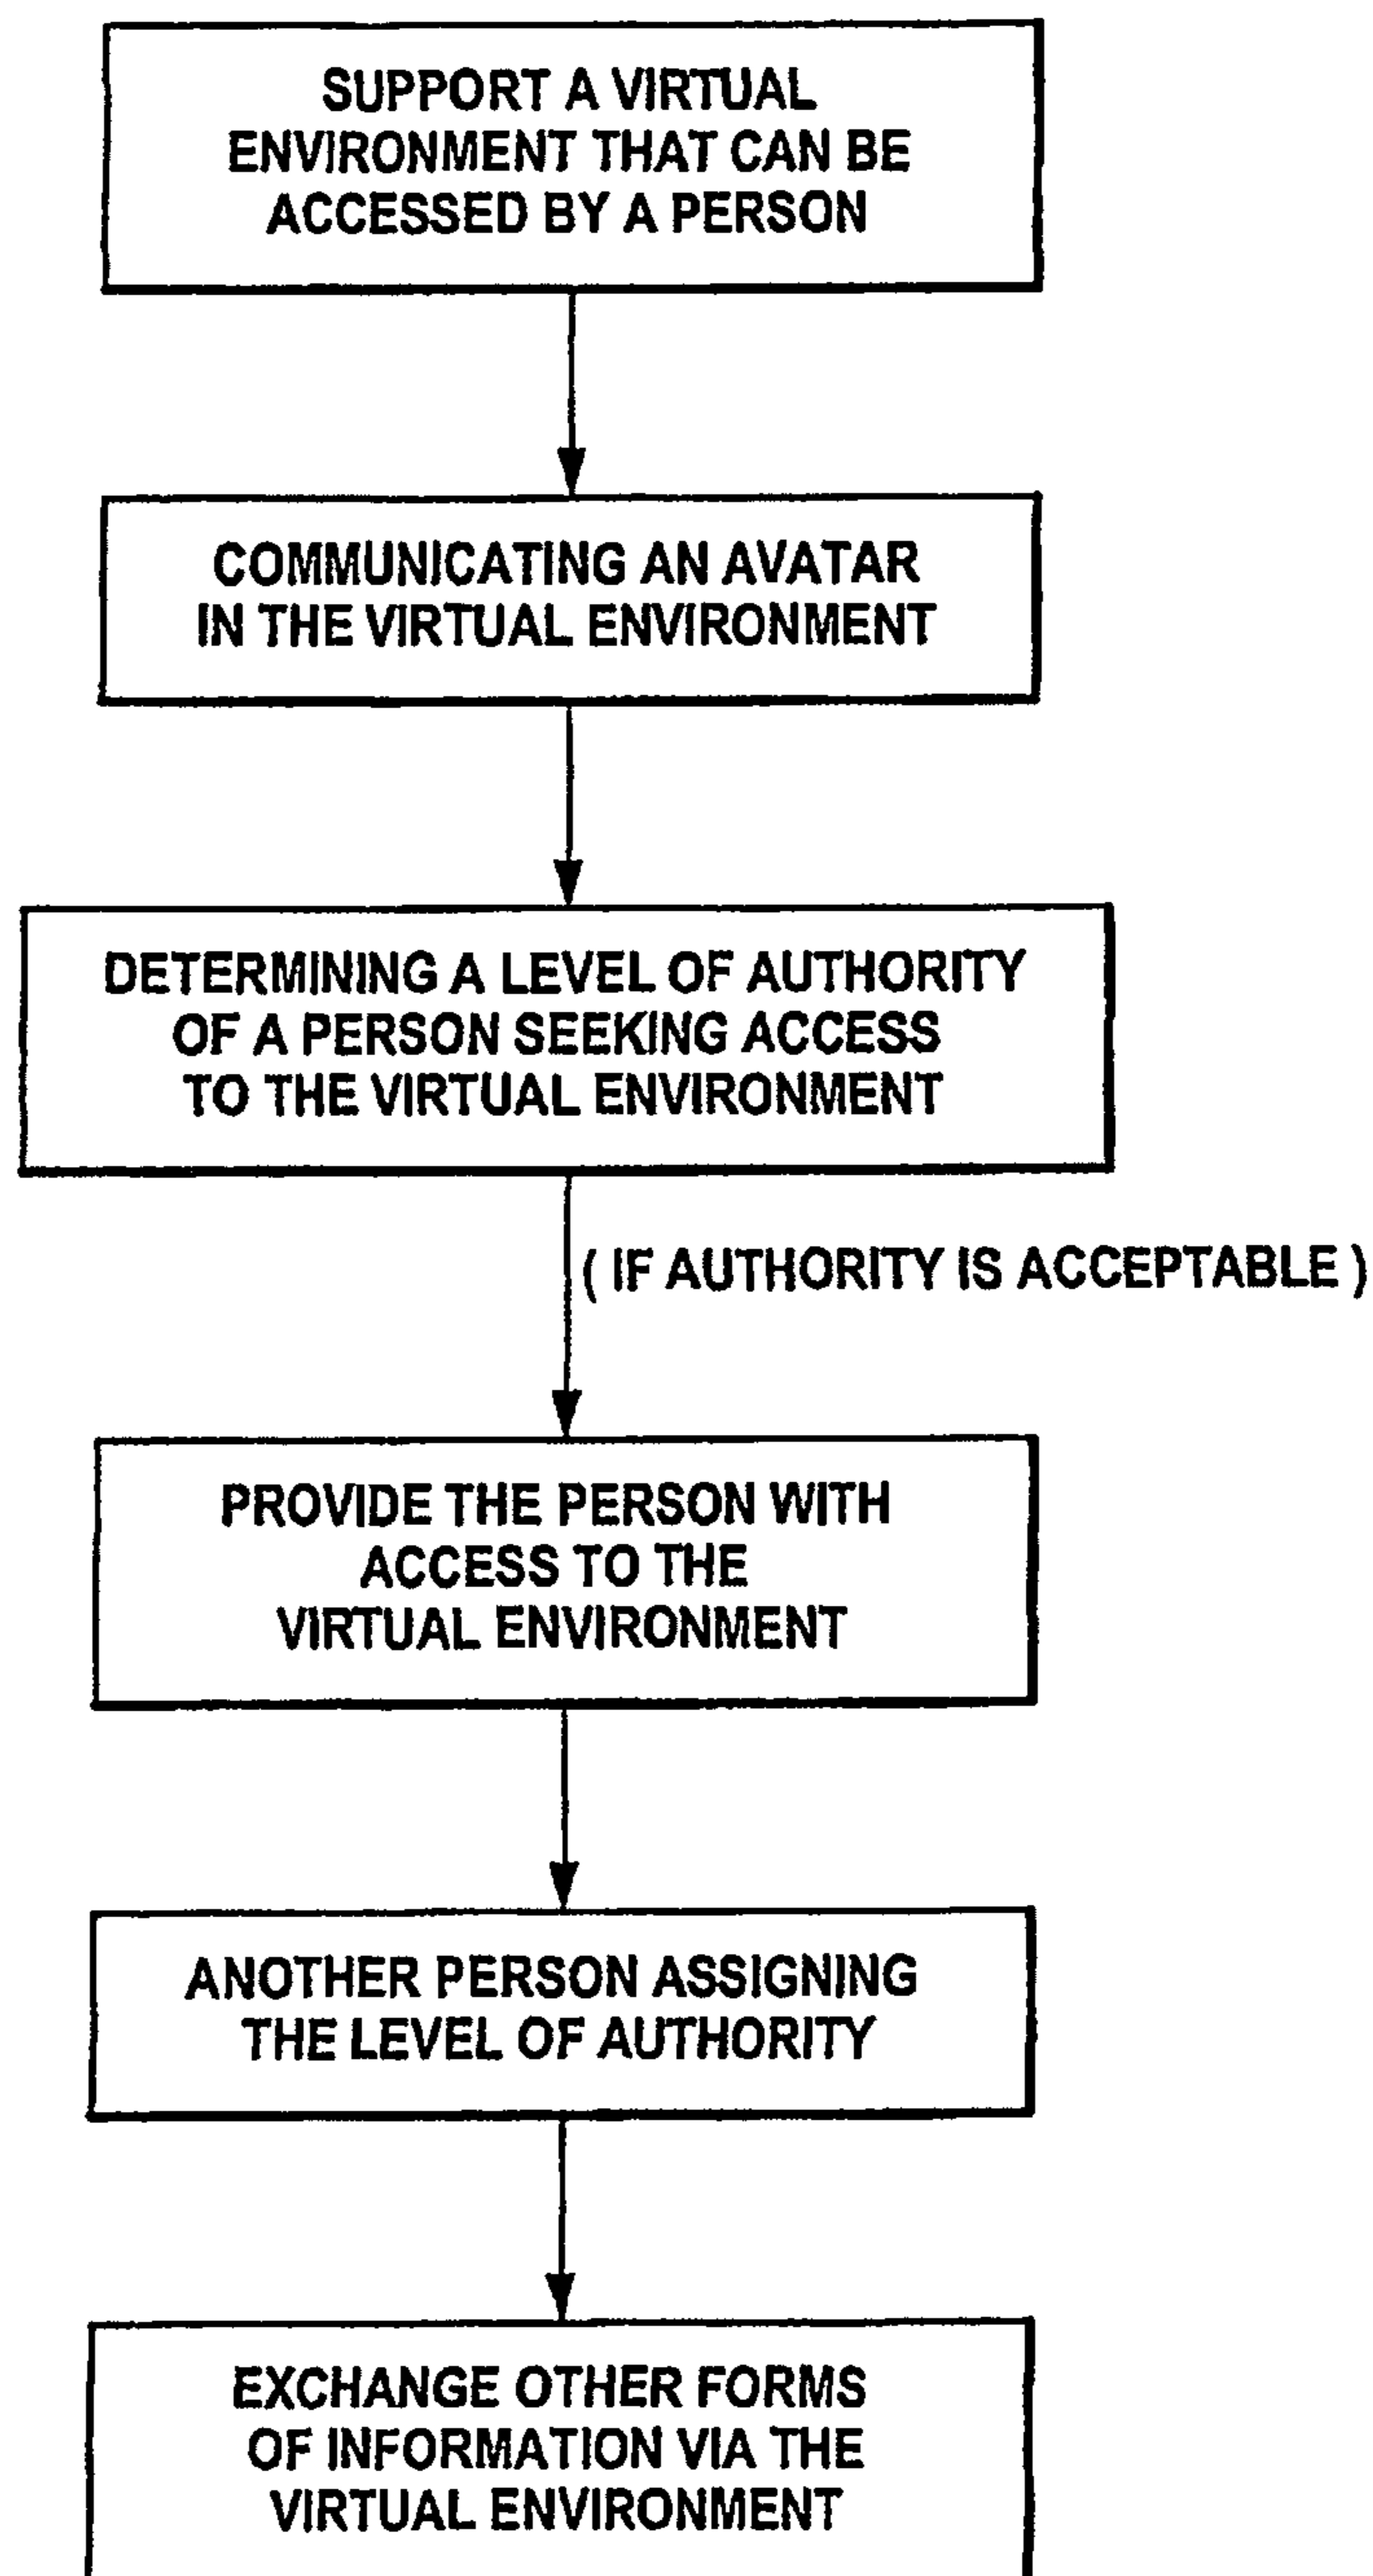 SUPPORT A VIRTUAL
ENVIRONMENT THAT CAN BE
ACCESSED BY A PERSON
COMMUNICATING AN AVATAR
IN THE VIRTUAL ENVIRONMENT
DETERMINING A LEVEL OF AUTHORITY
OF A PERSON SEEKING ACCESS
TO THE VIRTUAL ENVIRONMENT
( IF AUTHORITY IS ACCEPTABLE )
PROVIDE THE PERSON WITH
ACCESS TO THE
VIRTUAL ENVIRONMENT
ANOTHER PERSON ASSIGNING
THE LEVEL OF AUTHORITY
EXCHANGE OTHER FORMS
OF INFORMATION VIA THE
VIRTUAL ENVIRONMENT